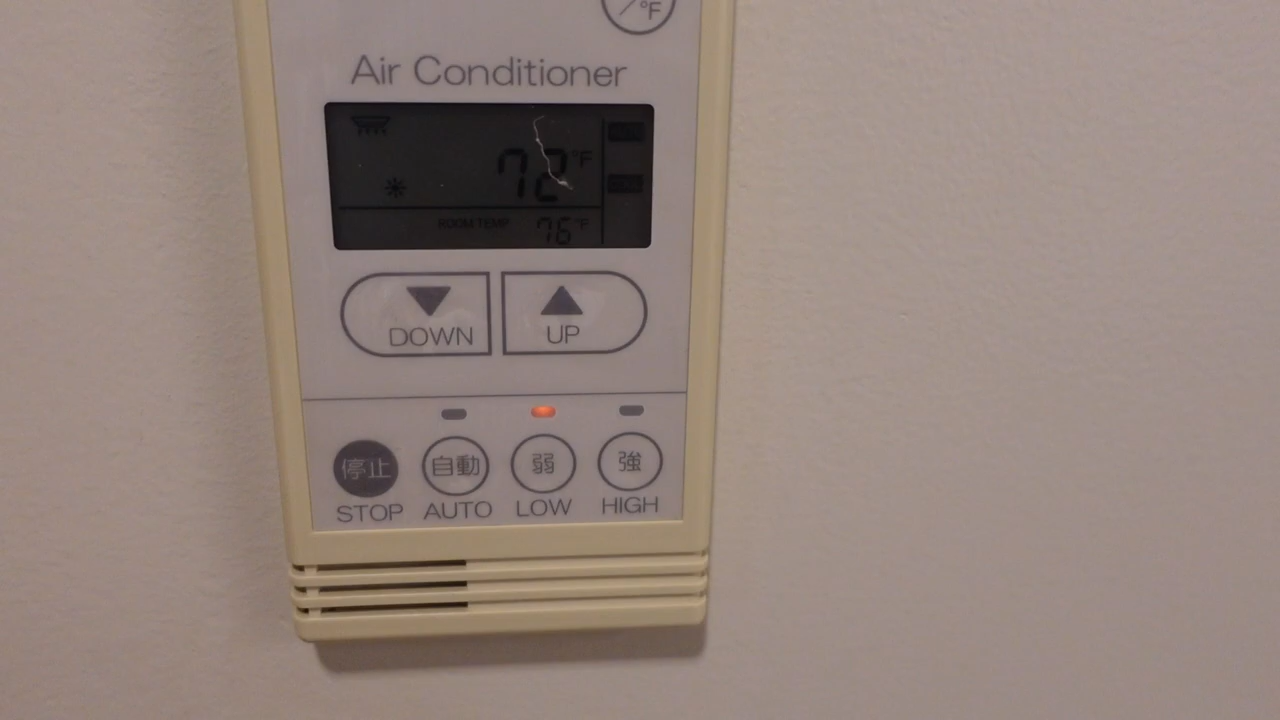 /°F
Air Conditioner
72 °F
ROOM TEMP 76 °F
DOWN UP
停止 自動 弱 強
STOP AUTO LOW HIGH